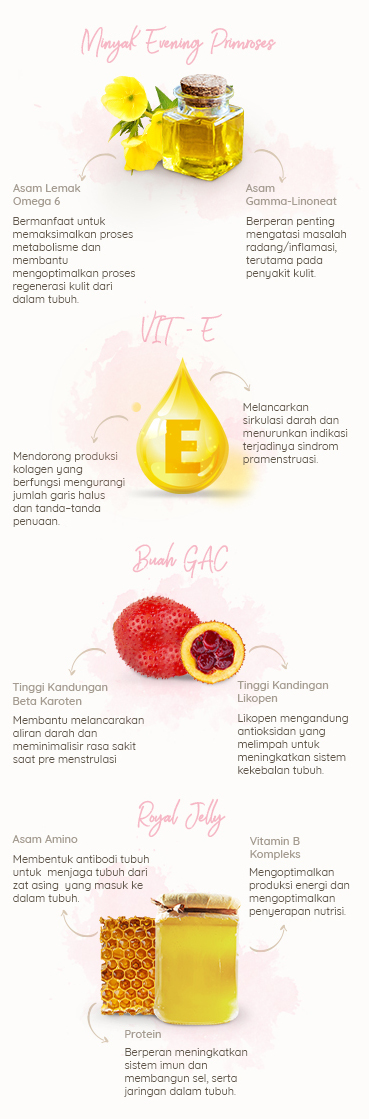 Minyak Evening Primroses
Asam Lemak
Omega 6
Bermanfaat untuk
memaksimalkan proses
metabolisme dan
membantu
mengoptimalkan proses
regenerasi kulit dari
dalam tubuh.
Asam
Gamma-Linoneat
Berperan penting
mengatasi masalah
radang/inflamasi,
terutama pada
penyakit kulit.
VIT - E
Melancarkan
sirkulasi darah dan
menurunkan indikasi
terjadinya sindrom
pramenstruasi.
E
Mendorong produksi
kolagen yang
berfungsi mengurangi
jumlah garis halus
dan tanda-tanda
penuaan.
Buah GAC
Tinggi Kandungan
Beta Karoten
Membantu melancarakan
aliran darah dan
meminimalisir rasa sakit
saat pre menstrulasi
Tinggi Kandingan
Likopen
Likopen mengandung
antioksidan yang
melimpah untuk
meningkatkan sistem
kekebalan tubuh.
Royal Jelly
Asam Amino
Membentuk antibodi tubuh
untuk menjaga tubuh dari
zat asing yang masuk ke
dalam tubuh.
Vitamin B
Kompleks
Mengoptimalkan
produksi energi dan
mengoptimalkan
penyerapan nutrisi.
Protein
Berperan meningkatkan
sistem imun dan
membangun sel, serta
jaringan dalam tubuh.